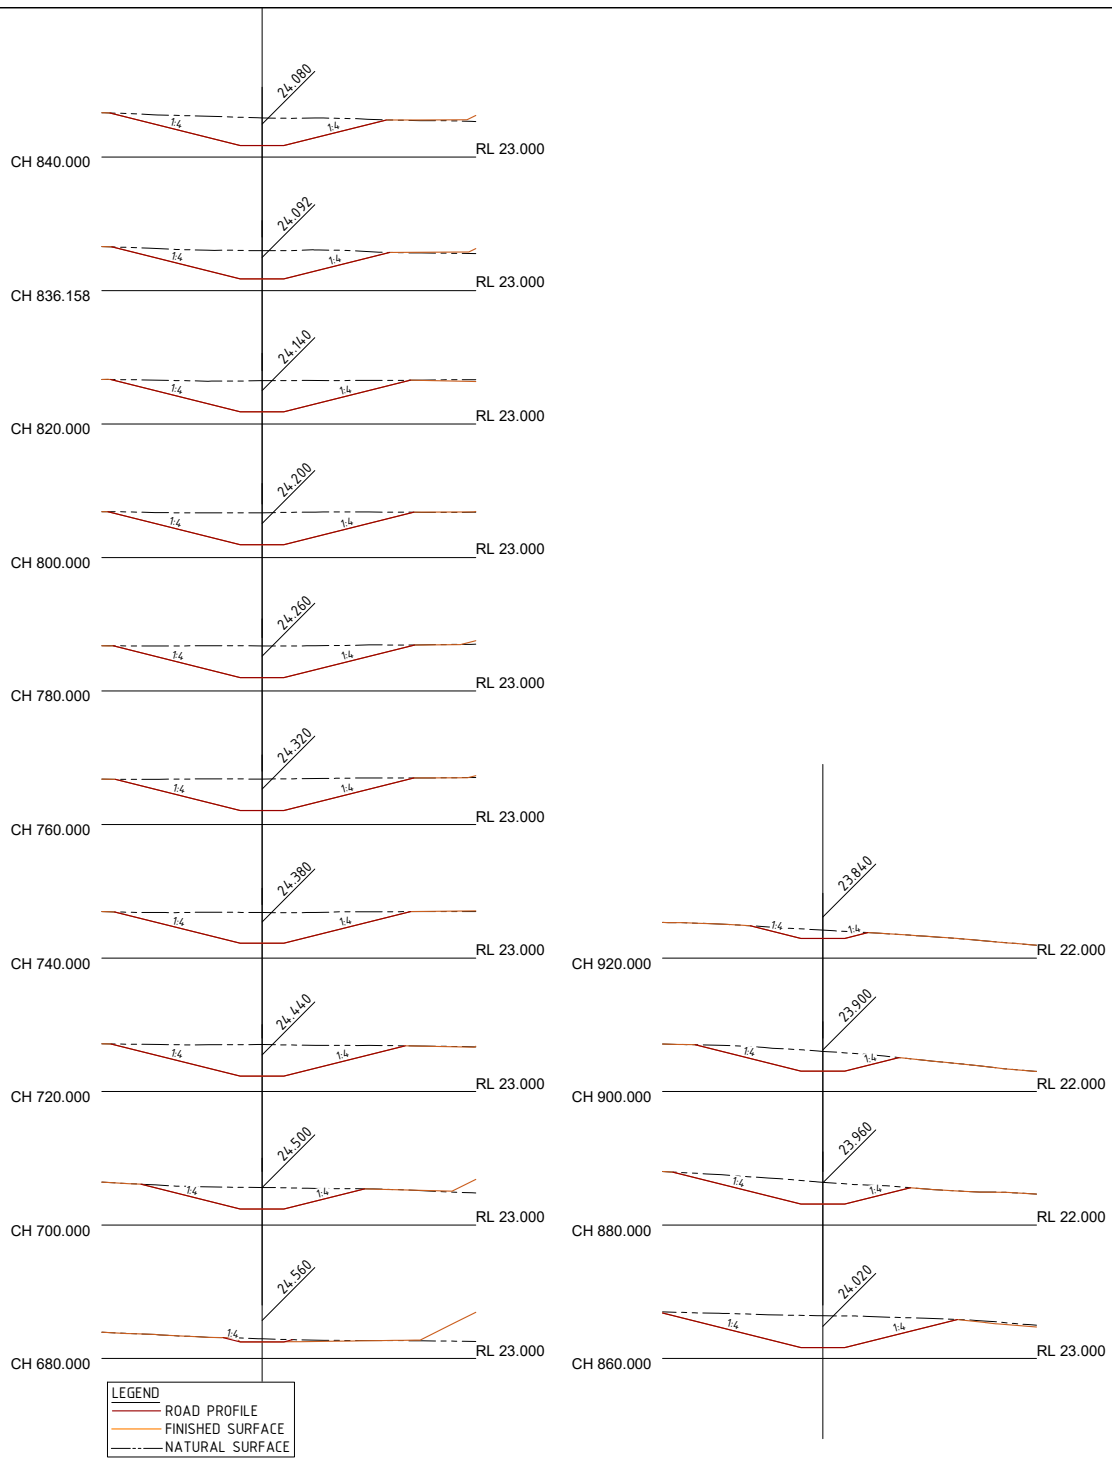 24.080
1:4
1:4
CH 840.000
RL 23.000
24.092
1:4
1:4
CH 836.158
RL 23.000
24.140
1:4
1:4
CH 820.000
RL 23.000
24.200
1:4
1:4
CH 800.000
RL 23.000
24.260
1:4
1:4
CH 780.000
RL 23.000
24.320
1:4
1:4
CH 760.000
RL 23.000
24.380
1:4
1:4
CH 740.000
RL 23.000
24.440
1:4
1:4
CH 720.000
RL 23.000
24.500
1:4
1:4
CH 700.000
RL 23.000
24.560
1:4
CH 680.000
RL 23.000
23.840
1:4
1:4
CH 920.000
RL 22.000
23.900
1:4
1:4
CH 900.000
RL 22.000
23.960
1:4
1:4
CH 880.000
RL 22.000
24.020
1:4
1:4
CH 860.000
RL 23.000
LEGEND
ROAD PROFILE
FINISHED SURFACE
NATURAL SURFACE